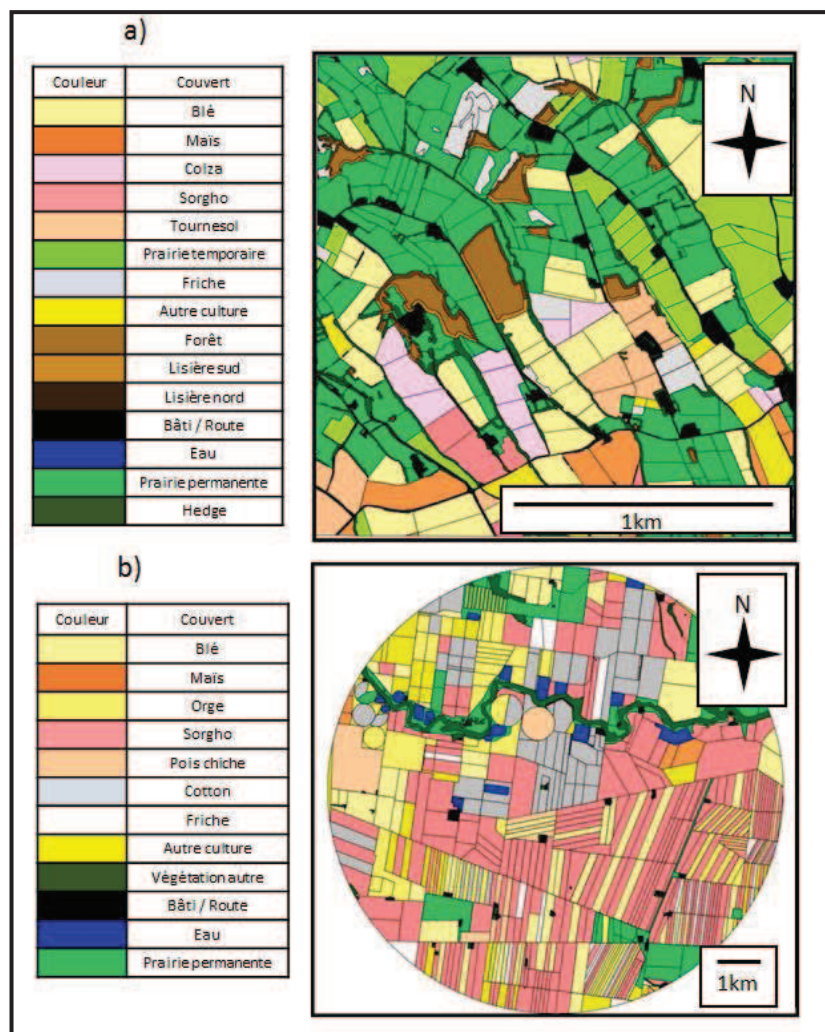 a)
Couleur Couvert
Blé
Maïs
Colza
Sorgho
Tournesol
Prairie temporaire
Friche
Autre culture
Forêt
Lisière sud
Lisière nord
Bâti / Route
Eau
Prairie permanente
Hedge
N
1km
b)
Couleur Couvert
Blé
Maïs
Orge
Sorgho
Pois chiche
Cotton
Friche
Autre culture
Végétation autre
Bâti / Route
Eau
Prairie permanente
N
1km